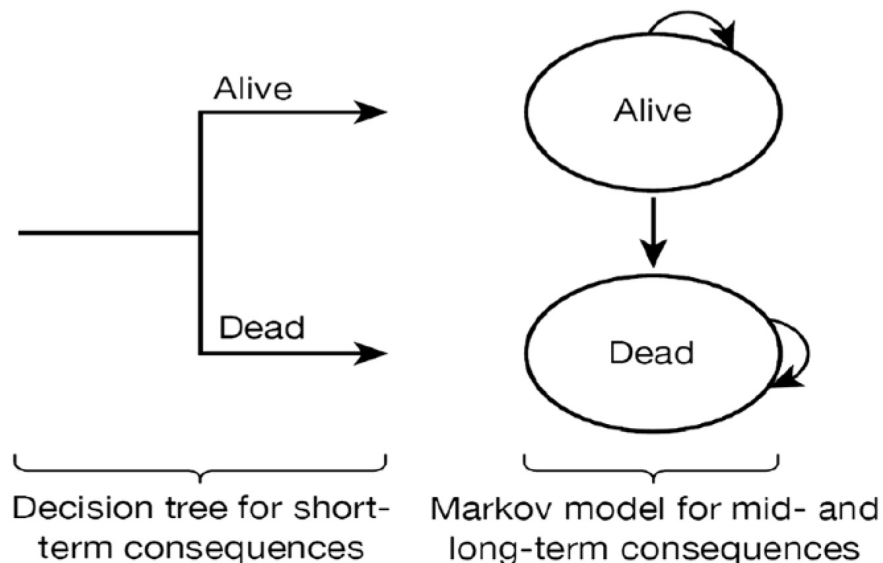 Alive
Dead
Decision tree for short-
term consequences
Alive
Dead
Markov model for mid- and
long-term consequences